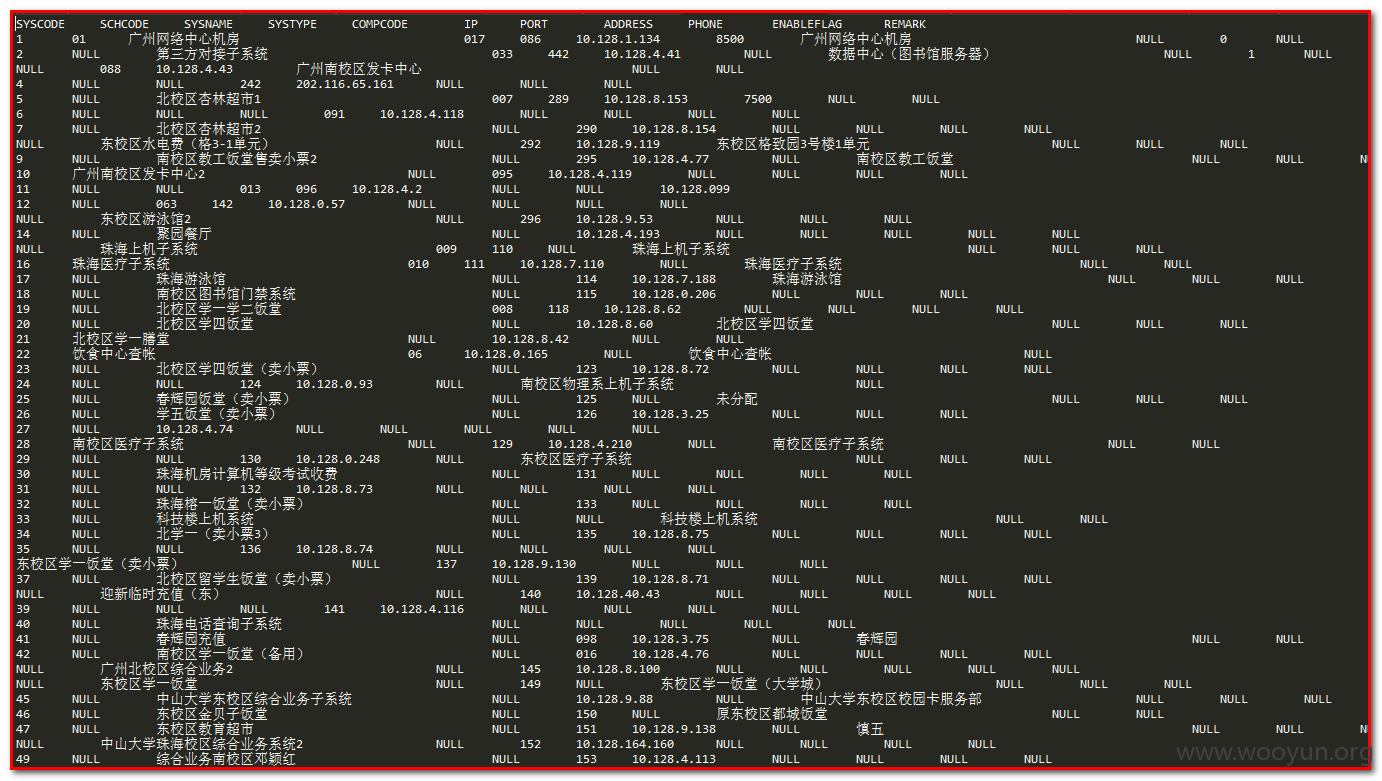 SYSCODE SCHCODE SYSNAME SYSTYPE COMPCODE IP PORT ADDRESS PHONE ENABLEFLAG REMARK
1 01 广州网络中心机房 017 086 10.128.1.134 8500 广州网络中心机房 NULL 0 NULL
2 NULL 第三方对接子系统 033 442 10.128.4.41 NULL 数据中心（图书馆服务器） NULL 1 NULL
NULL 088 10.128.4.43 广州南校区发卡中心 NULL NULL
4 NULL NULL 242 202.116.65.161 NULL NULL NULL
5 NULL 北校区杏林超市1 007 289 10.128.8.153 7500 NULL NULL
6 NULL NULL NULL 091 10.128.4.118 NULL NULL NULL NULL
7 NULL 北校区杏林超市2 NULL 290 10.128.8.154 NULL NULL NULL NULL
NULL 东校区水电费（格3-1单元） NULL 292 10.128.9.119 东校区格致园3号楼1单元 NULL NULL NULL
9 NULL 南校区教工饭堂售卖小票2 NULL 295 10.128.4.77 NULL 南校区教工饭堂 NULL NULL
10 广州南校区发卡中心2 NULL 095 10.128.4.119 NULL NULL NULL NULL
11 NULL NULL 013 096 10.128.4.2 NULL NULL 10.128.099
12 NULL 063 142 10.128.0.57 NULL NULL NULL NULL
NULL 东校区游泳馆2 NULL 296 10.128.9.53 NULL NULL NULL
14 NULL 聚园餐厅 NULL 10.128.4.193 NULL NULL NULL NULL NULL
NULL 珠海上机子系统 009 110 NULL 珠海上机子系统 NULL NULL NULL
16 珠海医疗子系统 010 111 10.128.7.110 NULL 珠海医疗子系统 NULL NULL
17 NULL 珠海游泳馆 NULL 114 10.128.7.188 珠海游泳馆 NULL NULL NULL
18 NULL 南校区图书馆门禁系统 NULL 115 10.128.0.206 NULL NULL NULL
19 NULL 北校区学一学二饭堂 008 118 10.128.8.62 NULL NULL NULL NULL
20 NULL 北校区学四饭堂 NULL 10.128.8.60 北校区学四饭堂 NULL NULL NULL
21 北校区学一膳堂 NULL 10.128.8.42 NULL NULL
22 饮食中心查帐 06 10.128.0.165 NULL 饮食中心查帐 NULL
23 NULL 北校区学四饭堂（卖小票） NULL 123 10.128.8.72 NULL NULL NULL NULL
24 NULL NULL 124 10.128.0.93 NULL 南校区物理系上机子系统 NULL
25 NULL 春辉园饭堂（卖小票） NULL 125 NULL 未分配 NULL NULL NULL
26 NULL 学五饭堂（卖小票） NULL 126 10.128.3.25 NULL NULL NULL
27 NULL 10.128.4.74 NULL NULL NULL NULL NULL
28 南校区医疗子系统 NULL 129 10.128.4.210 NULL 南校区医疗子系统 NULL NULL
29 NULL NULL 130 10.128.0.248 NULL 东校区医疗子系统 NULL NULL NULL
30 NULL 珠海机房计算机等级考试收费 NULL 131 NULL NULL NULL NULL
31 NULL NULL 132 10.128.8.73 NULL NULL NULL NULL
32 NULL 珠海榕一饭堂（卖小票） NULL 133 NULL NULL NULL NULL
33 NULL 科技楼上机系统 NULL NULL 科技楼上机系统 NULL NULL
34 NULL 北学一（卖小票3） NULL 135 10.128.8.75 NULL NULL NULL NULL
35 NULL NULL 136 10.128.8.74 NULL NULL NULL NULL
东校区学一饭堂（卖小票） NULL 137 10.128.9.130 NULL NULL NULL
37 NULL 北校区留学生饭堂（卖小票） NULL 139 10.128.8.71 NULL NULL NULL NULL
NULL 迎新临时充值（东） NULL 140 10.128.40.43 NULL NULL NULL NULL
39 NULL NULL NULL 141 10.128.4.116 NULL NULL NULL NULL
40 NULL 珠海电话查询子系统 NULL NULL NULL NULL NULL
41 NULL 春辉园充值 NULL 098 10.128.3.75 NULL 春辉园 NULL NULL
42 NULL 南校区学一饭堂（备用） NULL 016 10.128.4.76 NULL NULL NULL NULL
NULL 广州北校区综合业务2 NULL 145 10.128.8.100 NULL NULL NULL NULL NULL
NULL 东校区学一饭堂 NULL 149 NULL 东校区学一饭堂（大学城） NULL NULL NULL
45 NULL 中山大学东校区综合业务子系统 NULL 10.128.9.88 NULL 中山大学东校区校园卡服务部 NULL NULL NULL
46 NULL 东校区金贝子饭堂 NULL 150 NULL 原东校区都城饭堂 NULL NULL
47 NULL 东校区教育超市 NULL 151 10.128.9.138 NULL 慎五 NULL NULL
NULL 中山大学珠海校区综合业务系统2 NULL 152 10.128.164.160 NULL NULL NULL NULL
49 NULL 综合业务南校区邓颖红 NULL 153 10.128.4.113 NULL NULL NULL NULL
www.wooyun.org